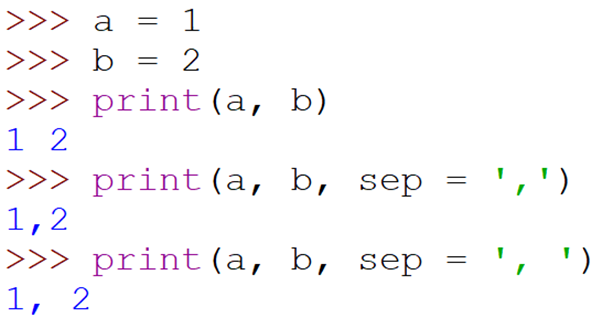 >>> a = 1
>>> b = 2
>>> print(a, b)
1 2
>>> print(a, b, sep = ',')
1,2
>>> print(a, b, sep = ', ')
1, 2